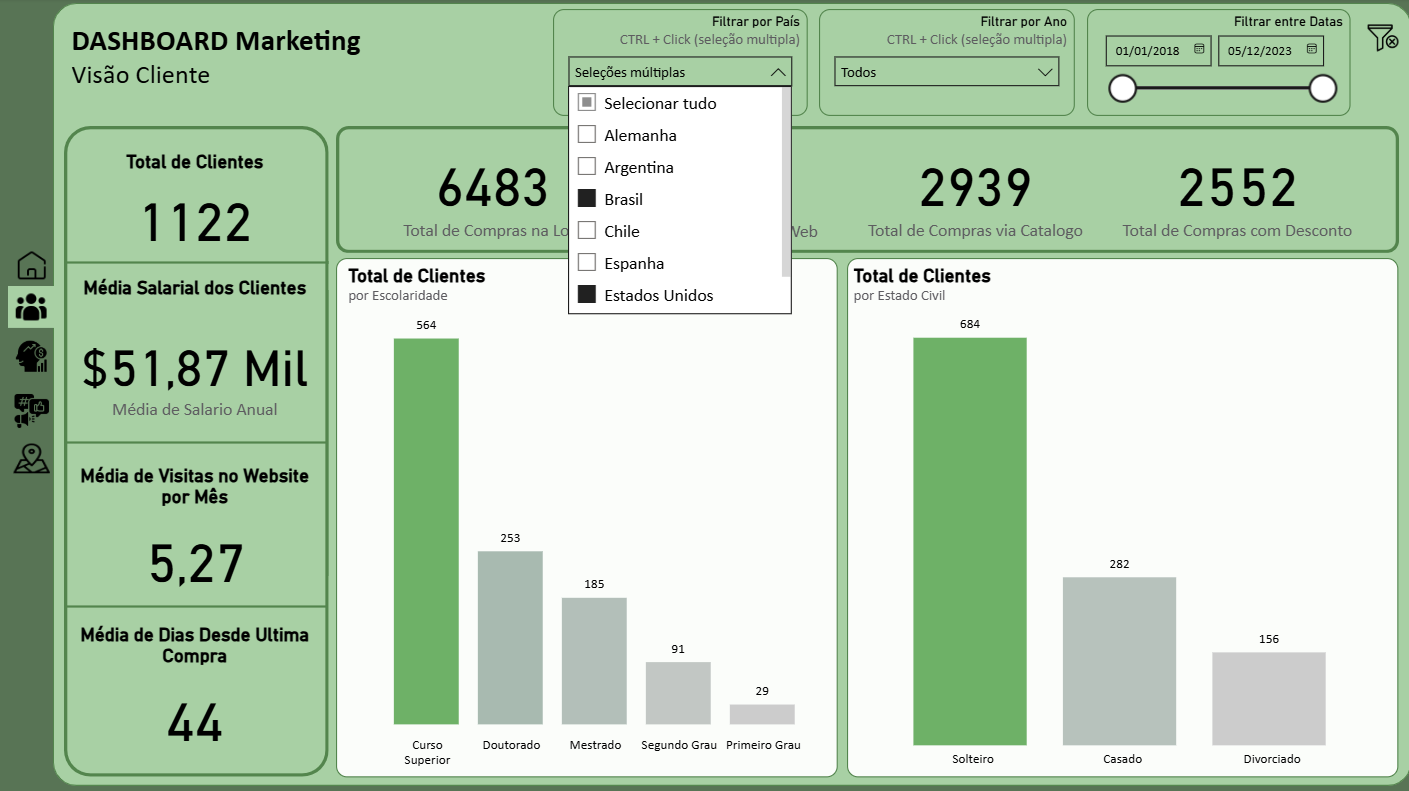 DASHBOARD Marketing
Visão Cliente
Filtrar por País
CTRL + Click (seleção multipla)
Seleções múltiplas
Selecionar tudo
Alemanha
Argentina
Brasil
Chile
Espanha
Estados Unidos
Filtrar por Ano
CTRL + Click (seleção multipla)
Todos
Filtrar entre Datas
01/01/2018
05/12/2023
Total de Clientes
1122
Média Salarial dos Clientes
$51,87 Mil
Média de Salario Anual
Média de Visitas no Website
por Mês
5,27
Média de Dias Desde Ultima
Compra
44
6483
Total de Compras na
2939
Total de Compras via Catalogo
2552
Total de Compras com Desconto
Total de Clientes
por Escolaridade
564
253
185
91
29
Curso
Superior
Doutorado
Mestrado
Segundo Grau
Primeiro Grau
Total de Clientes
por Estado Civil
684
282
156
Solteiro
Casado
Divorciado